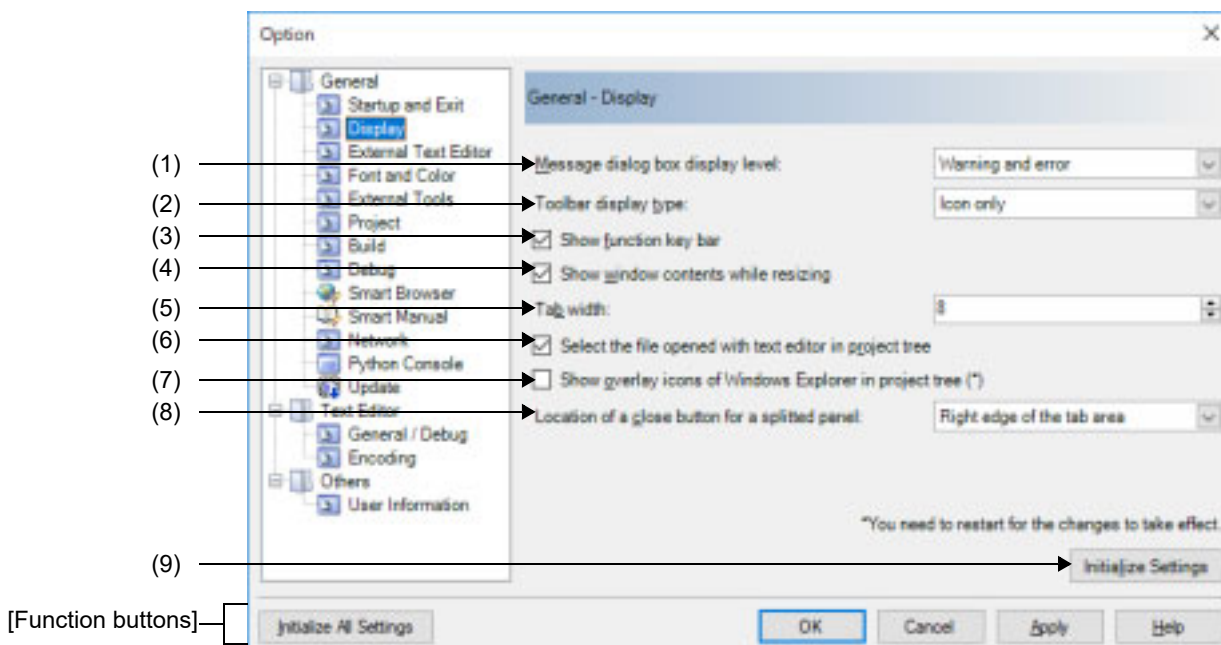 Option
General
Startup and Exit
Display
External Text Editor
Font and Color
External Tools
Project
Build
Debug
Smart Browser
Smart Manual
Network
Python Console
Update
Text Editor
General / Debug
Encoding
Others
User Information
General - Display
(1) Message dialog box display level: Warning and error
(2) Toolbar display type: Icon only
(3) Show function key bar
(4) Show window contents while resizing
(5) Tab width: 8
(6) Select the file opened with text editor in project tree
(7) Show overlay icons of Windows Explorer in project tree (*)
(8) Location of a close button for a splitted panel: Right edge of the tab area
*You need to restart for the changes to take effect.
(9) Initialize Settings
[Function buttons] Initialize All Settings OK Cancel Apply Help